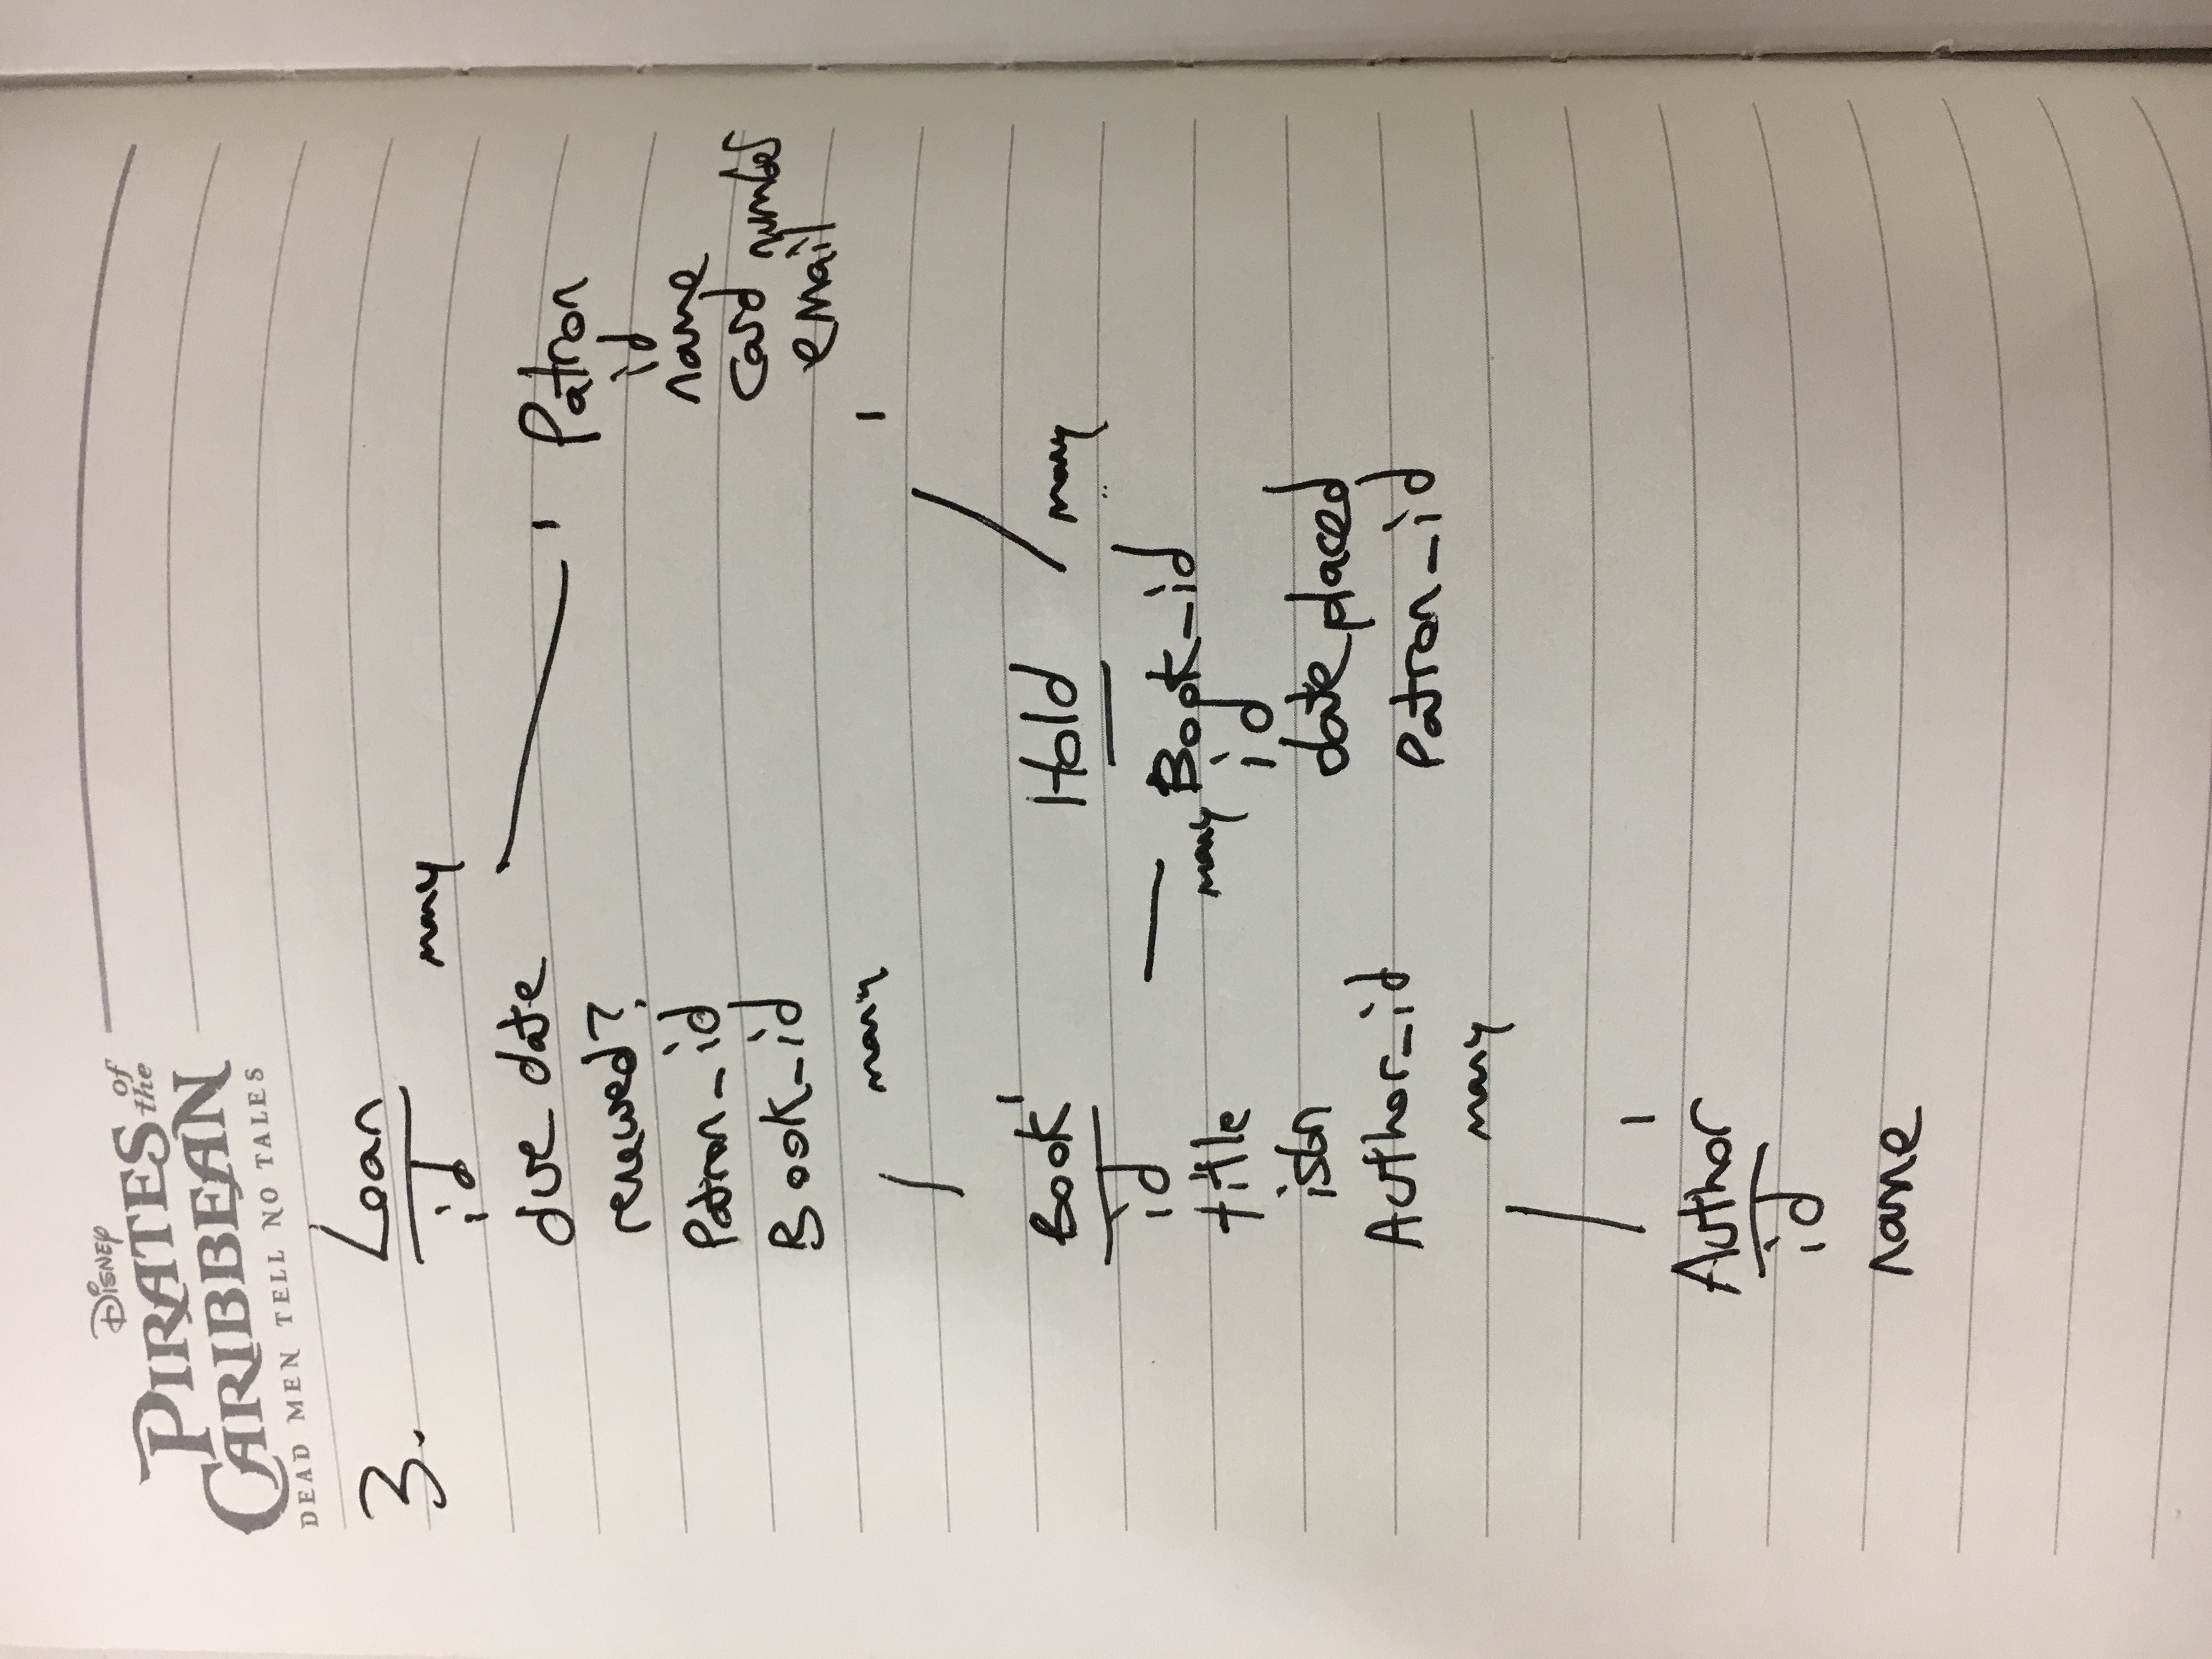 DISNEY
PIRATES of the
CARIBBEAN
DEAD MEN TELL NO TALES
3.
Loan
id
due date
renewed?
Patron_id
Book_id
many
1
Patron
id
name
card number
email
1
many
many
Book
1
id
title
isbn
Author_id
many
Hold
Book_id
many
id
date placed
Patron_id
1
Author
id
name